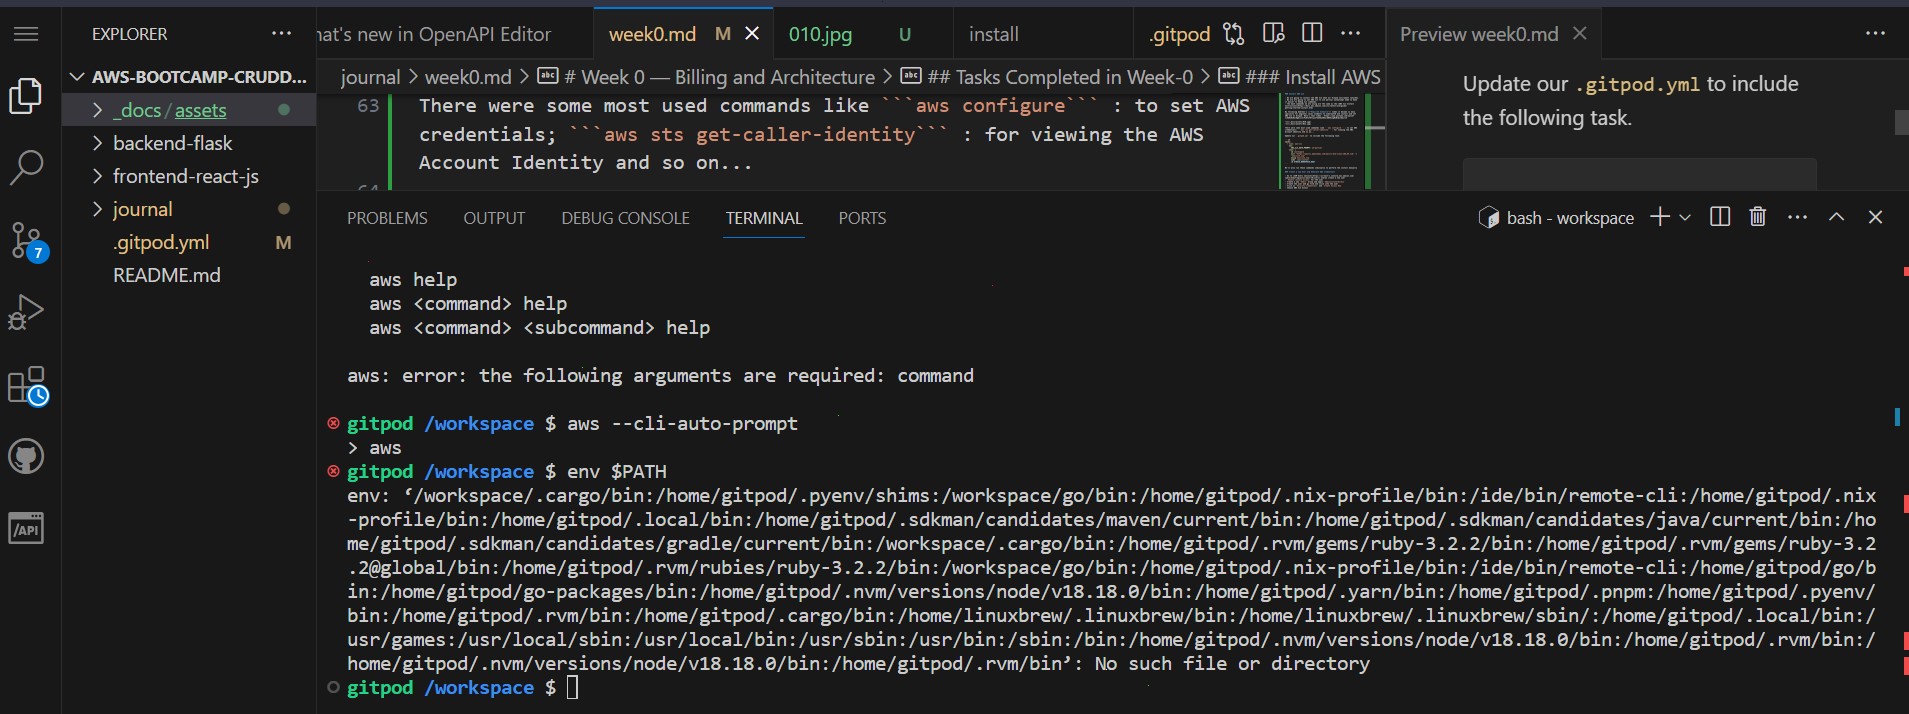 EXPLORER
AWS-BOOTCAMP-CRUDD...
_docs / assets
backend-flask
frontend-react-js
journal
.gitpod.yml M
README.md
7
/API
hat's new in OpenAPI Editor
week0.md M
010.jpg U
install
.gitpod
Preview week0.md
journal > week0.md > abc # Week 0 — Billing and Architecture > abc ## Tasks Completed in Week-0 > abc ### Install AWS
63 There were some most used commands like ```aws configure``` : to set AWS
credentials; ```aws sts get-caller-identity``` : for viewing the AWS
Account Identity and so on...
64
Update our .gitpod.yml to include
the following task.
PROBLEMS OUTPUT DEBUG CONSOLE TERMINAL PORTS
bash - workspace
aws help
aws <command> help
aws <command> <subcommand> help
aws: error: the following arguments are required: command
gitpod /workspace $ aws --cli-auto-prompt
> aws
gitpod /workspace $ env $PATH
env: ‘/workspace/.cargo/bin:/home/gitpod/.pyenv/shims:/workspace/go/bin:/home/gitpod/.nix-profile/bin:/ide/bin/remote-cli:/home/gitpod/.nix
-profile/bin:/home/gitpod/.local/bin:/home/gitpod/.sdkman/candidates/maven/current/bin:/home/gitpod/.sdkman/candidates/java/current/bin:/ho
me/gitpod/.sdkman/candidates/gradle/current/bin:/workspace/.cargo/bin:/home/gitpod/.rvm/gems/ruby-3.2.2/bin:/home/gitpod/.rvm/gems/ruby-3.2
.2@global/bin:/home/gitpod/.rvm/rubies/ruby-3.2.2/bin:/workspace/go/bin:/home/gitpod/.nix-profile/bin:/ide/bin/remote-cli:/home/gitpod/go/b
in:/home/gitpod/go-packages/bin:/home/gitpod/.nvm/versions/node/v18.18.0/bin:/home/gitpod/.yarn/bin:/home/gitpod/.pnpm:/home/gitpod/.pyenv/
bin:/home/gitpod/.rvm/bin:/home/gitpod/.cargo/bin:/home/linuxbrew/.linuxbrew/bin:/home/linuxbrew/.linuxbrew/sbin/:/home/gitpod/.local/bin:/
usr/games:/usr/local/sbin:/usr/local/bin:/usr/sbin:/usr/bin:/sbin:/bin:/home/gitpod/.nvm/versions/node/v18.18.0/bin:/home/gitpod/.rvm/bin:/
home/gitpod/.nvm/versions/node/v18.18.0/bin:/home/gitpod/.rvm/bin’: No such file or directory
gitpod /workspace $